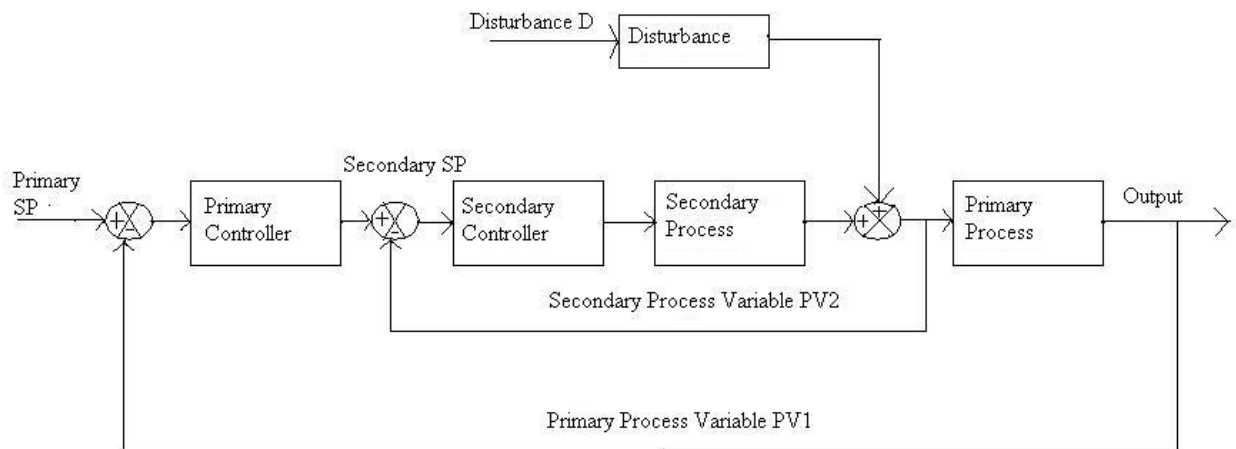 Disturbance D
Disturbance
Primary
SP
+
−
Primary
Controller
Secondary SP
+
−
Secondary
Controller
Secondary
Process
+
+
Primary
Process
Output
Secondary Process Variable PV2
Primary Process Variable PV1